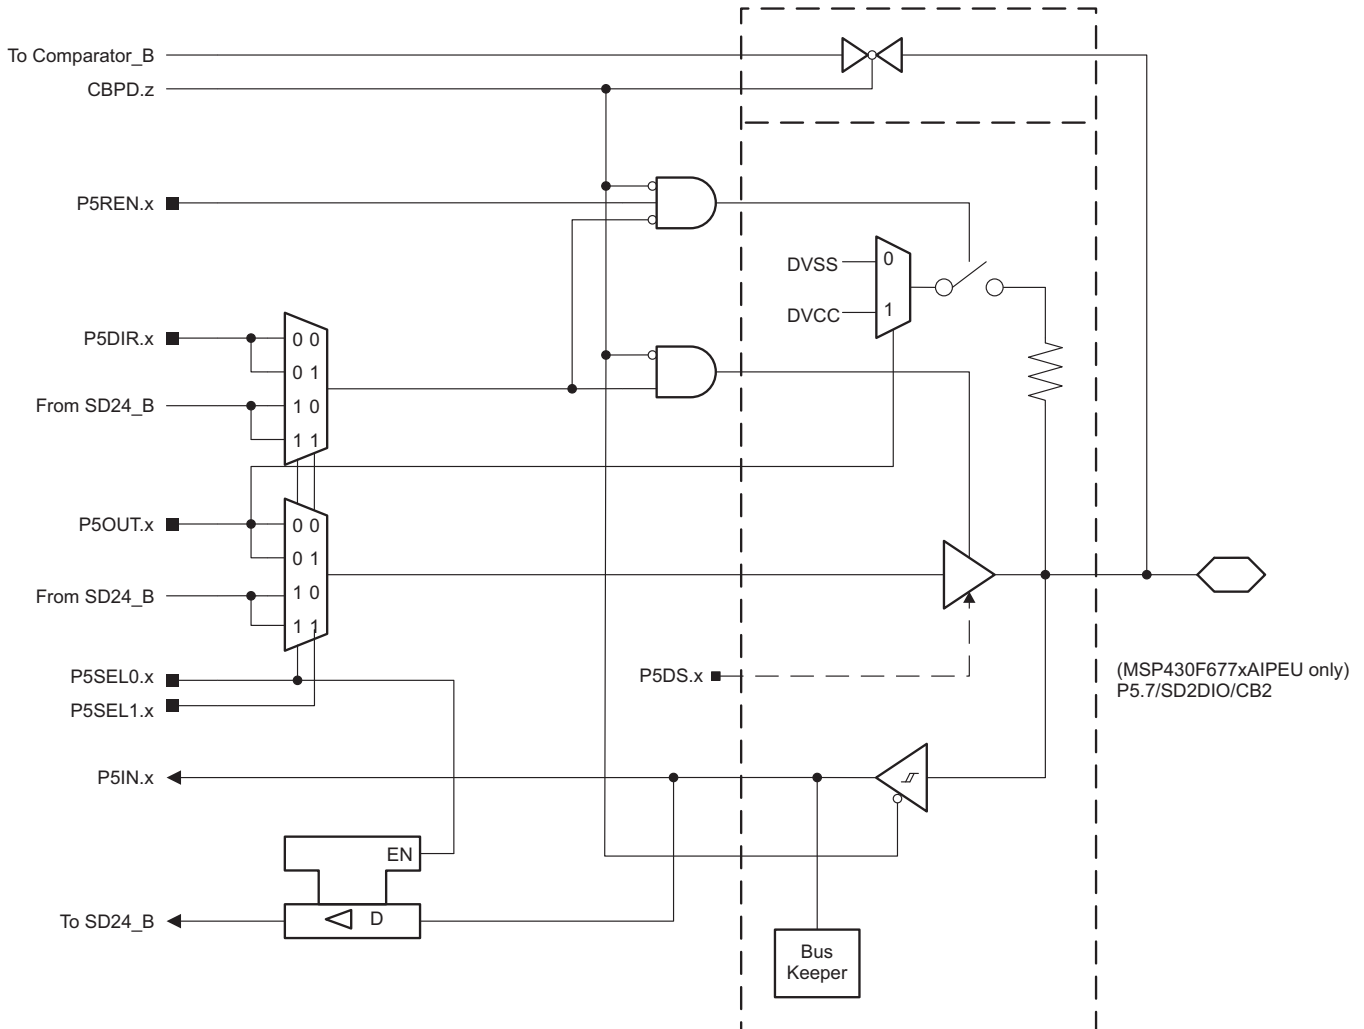 To Comparator_B
CBPD.z
P5REN.x
DVSS
0
DVCC
1
P5DIR.x
0 0
0 1
From SD24_B
1 0
1 1
P5OUT.x
0 0
0 1
From SD24_B
1 0
1 1
P5SEL0.x
P5SEL1.x
P5DS.x
(MSP430F677xAIPEU only)
P5.7/SD2DIO/CB2
P5IN.x
EN
To SD24_B
D
Bus
Keeper